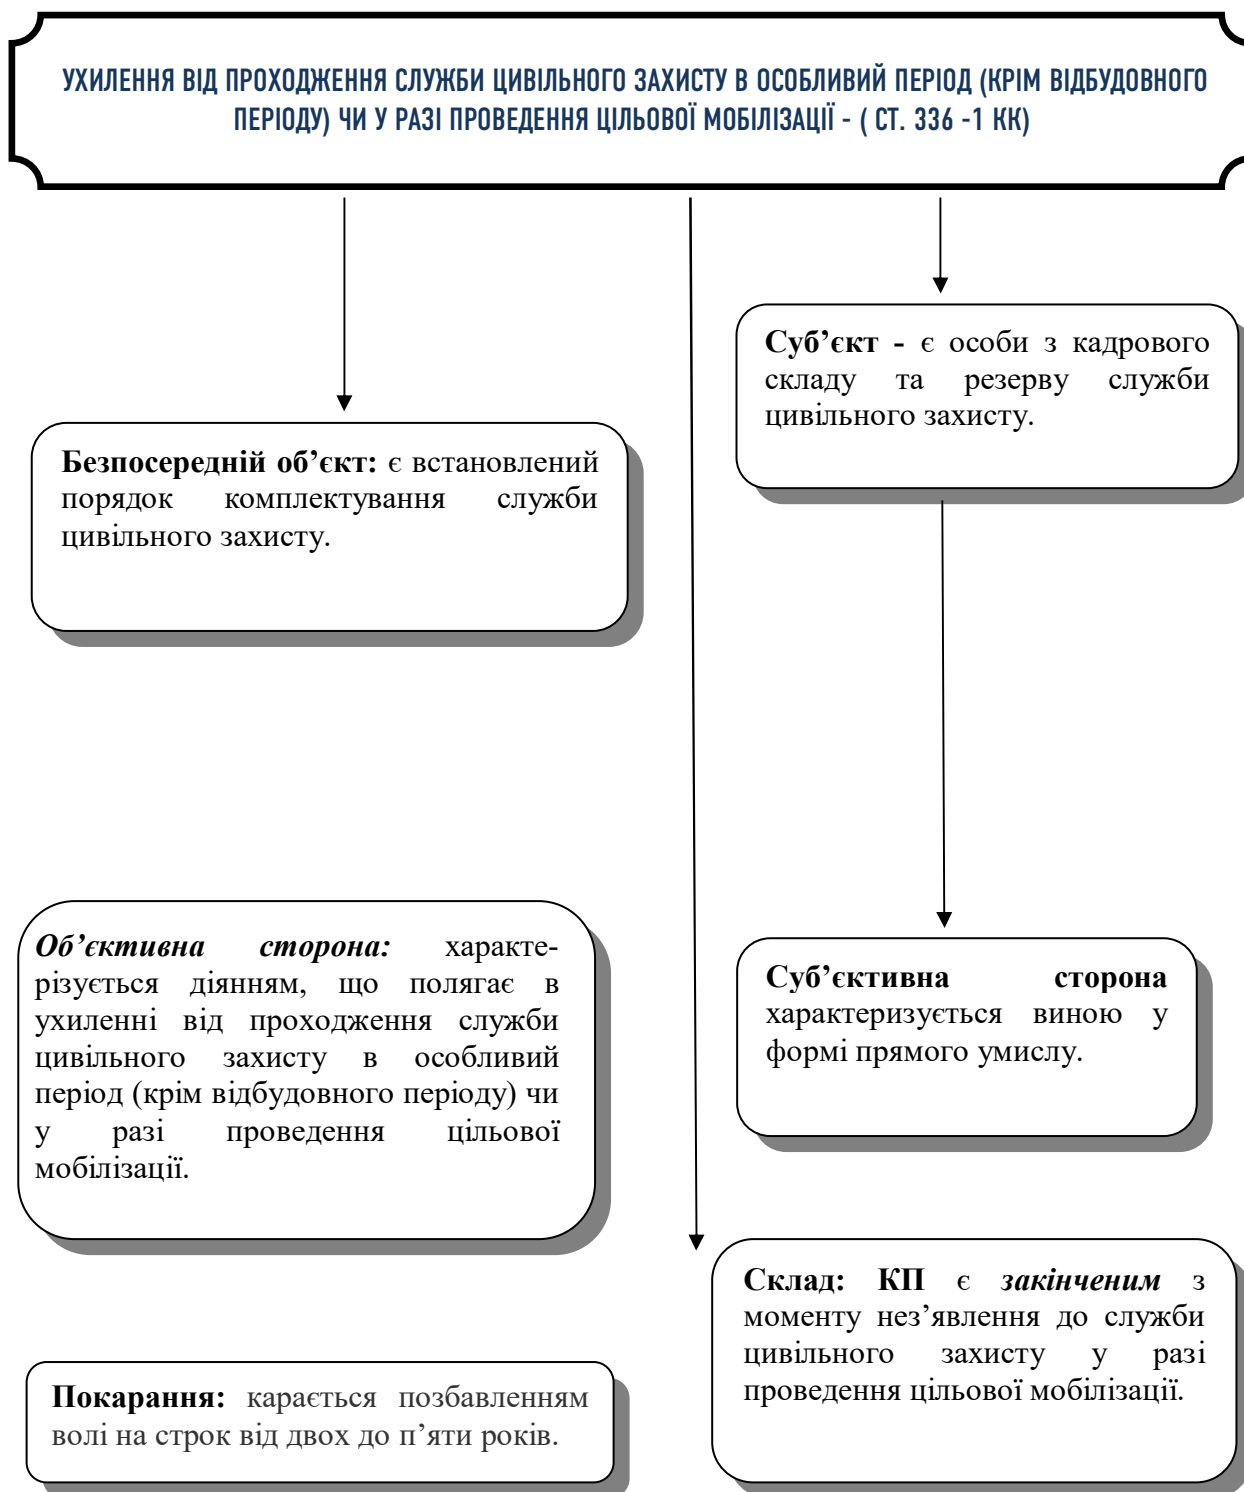 УХИЛЕННЯ ВІД ПРОХОДЖЕННЯ СЛУЖБИ ЦИВІЛЬНОГО ЗАХИСТУ В ОСОБЛИВИЙ ПЕРІОД (КРІМ ВІДБУДОВНОГО
ПЕРІОДУ) ЧИ У РАЗІ ПРОВЕДЕННЯ ЦІЛЬОВОЇ МОБІЛІЗАЦІЇ - ( СТ. 336 -1 КК)
Суб’єкт - є особи з кадрового
складу та резерву служби
цивільного захисту.
Безпосередній об’єкт: є встановлений
порядок комплектування служби
цивільного захисту.
Об’єктивна сторона: характе-
різується діянням, що полягає в
ухиленні від проходження служби
цивільного захисту в особливий
період (крім відбудовного періоду) чи
у разі проведення цільової
мобілізації.
Суб’єктивна сторона
характеризується виною у
формі прямого умислу.
Склад: КП є закінченим з
моменту нез’явлення до служби
цивільного захисту у разі
проведення цільової мобілізації.
Покарання: карається позбавленням
волі на строк від двох до п’яти років.